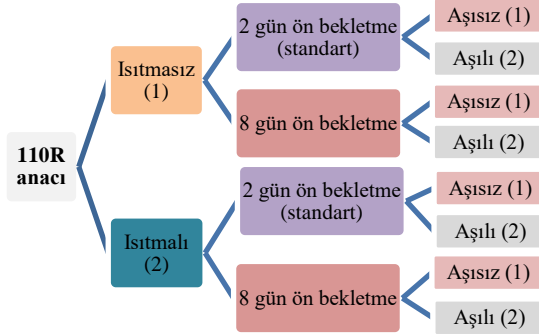 110R
anacı
Isıtmasız
(1)
2 gün ön bekletme
(standart)
Aşısız (1)
Aşılı (2)
8 gün ön bekletme
Aşısız (1)
Aşılı (2)
Isıtmalı
(2)
2 gün ön bekletme
(standart)
Aşısız (1)
Aşılı (2)
8 gün ön bekletme
Aşısız (1)
Aşılı (2)